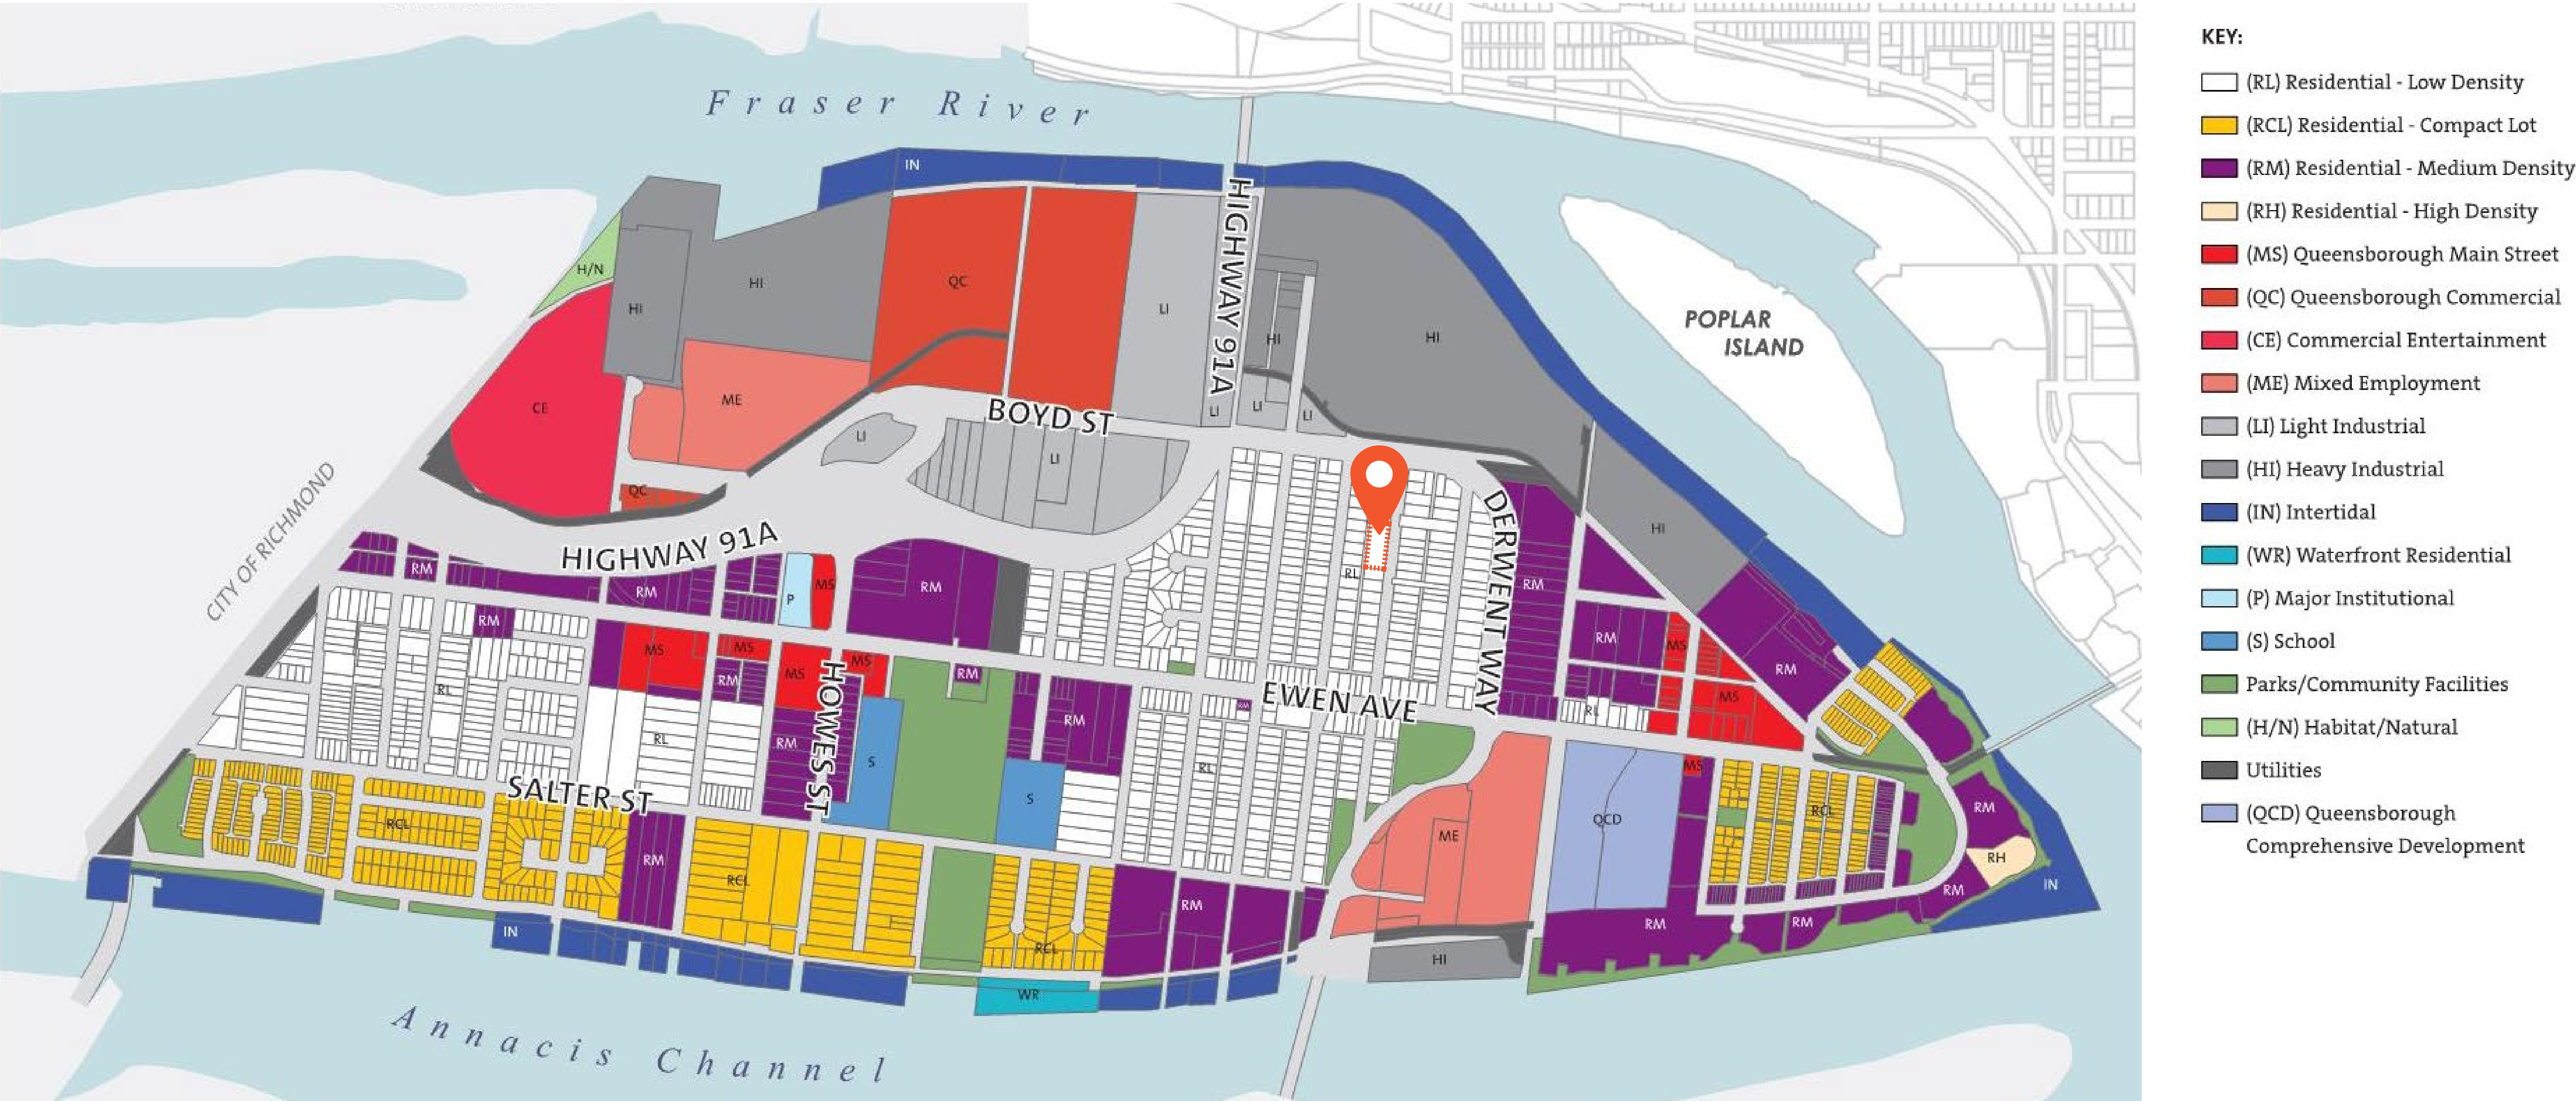 Fraser River
IN
HIGHWAY 91A
H/N
HI
HI
QC
LI
HI
HI
POPLAR
ISLAND
CE
ME
LI
LI
LI
BOYD ST
LI
LI
QC
CITY OF RICHMOND
HIGHWAY 91A
DERWENT WAY
HI
RM
RM
P
MS
RM
RL
RM
RM
MS
MS
MS
MS
HOWES ST
RM
RM
RM
MS
RM
RL
RM
EWEN AVE
RM
RL
MS
RL
RM
S
RM
RL
SALTER ST
S
MS
QCD
RCL
RM
RCL
ME
RM
RCL
RM
RH
RM
IN
IN
RCL
RM
RM
HI
WR
Annacis Channel
KEY:
(RL) Residential - Low Density
(RCL) Residential - Compact Lot
(RM) Residential - Medium Density
(RH) Residential - High Density
(MS) Queensborough Main Street
(QC) Queensborough Commercial
(CE) Commercial Entertainment
(ME) Mixed Employment
(LI) Light Industrial
(HI) Heavy Industrial
(IN) Intertidal
(WR) Waterfront Residential
(P) Major Institutional
(S) School
Parks/Community Facilities
(H/N) Habitat/Natural
Utilities
(QCD) Queensborough
Comprehensive Development